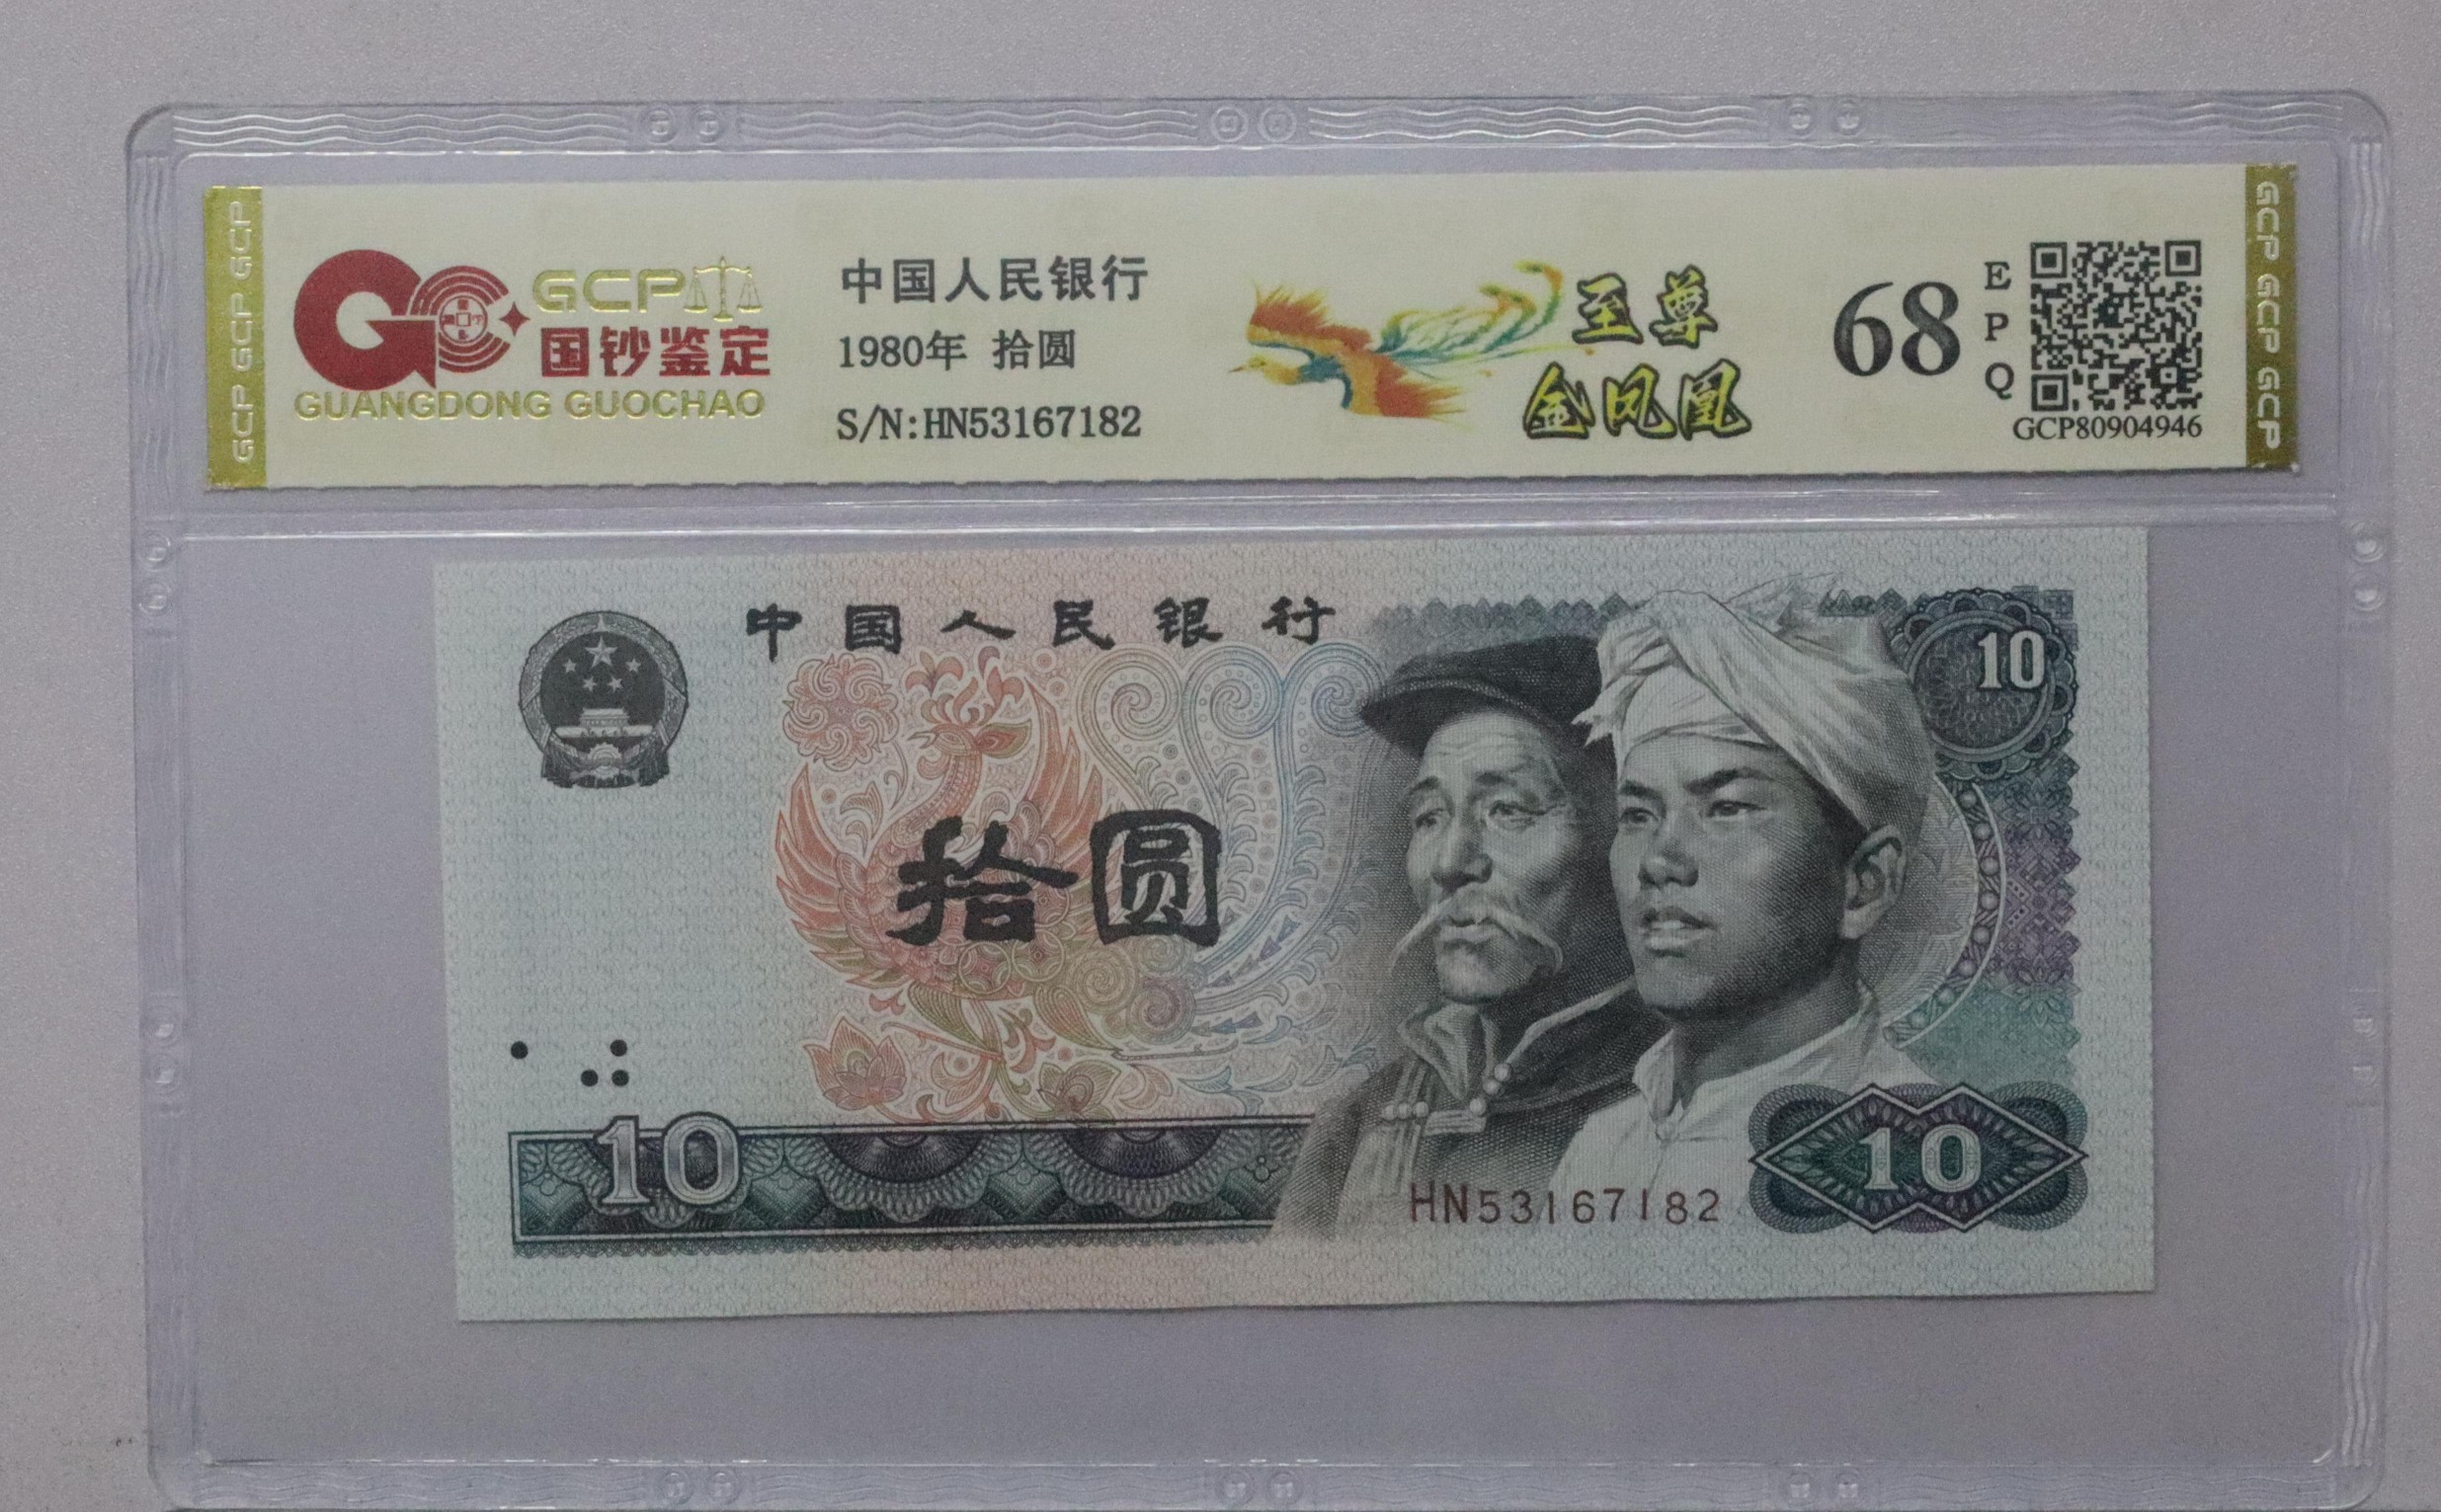 GCP GCP GCP
GCP
国钞鉴定
GUANGDONG GUOCHAO
中国人民银行
1980年 拾圆
S/N:HN53167182
至尊
金凤凰
68
EPQ
GCP80904946
GCP GCP GCP
中国人民银行
10
拾圆
10
HN53167182
10